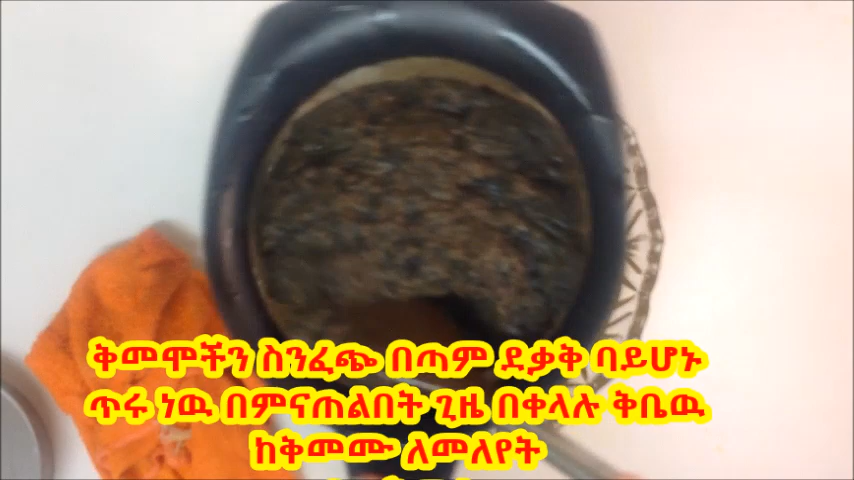 ቅመሞችን ስንፈጭ በጣም ደቃቅ ባይሆኑ
ጥሩ ነዉ በምናጠልበት ጊዜ በቀላሉ ቅቤዉ
ከቅመሙ ለመለየት